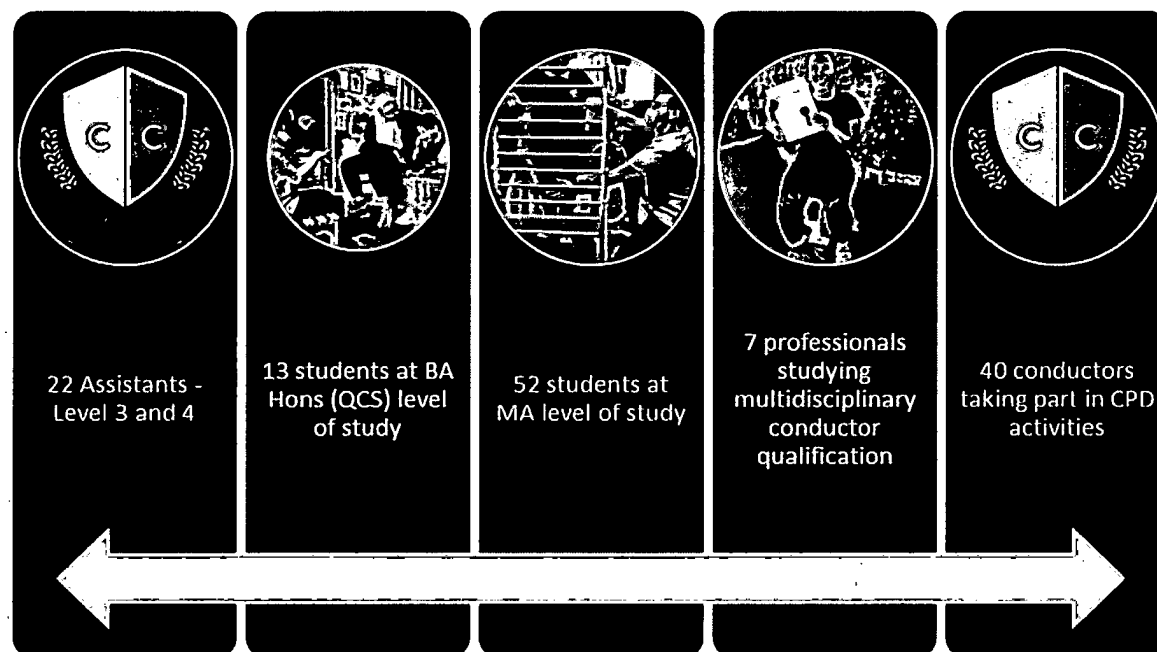 C C
C C
22 Assistants -
Level 3 and 4
13 students at BA
Hons (QCS) level
of study
52 students at
MA level of study
7 professionals
studying
multidisciplinary
conductor
qualification
40 conductors
taking part in CPD
activities